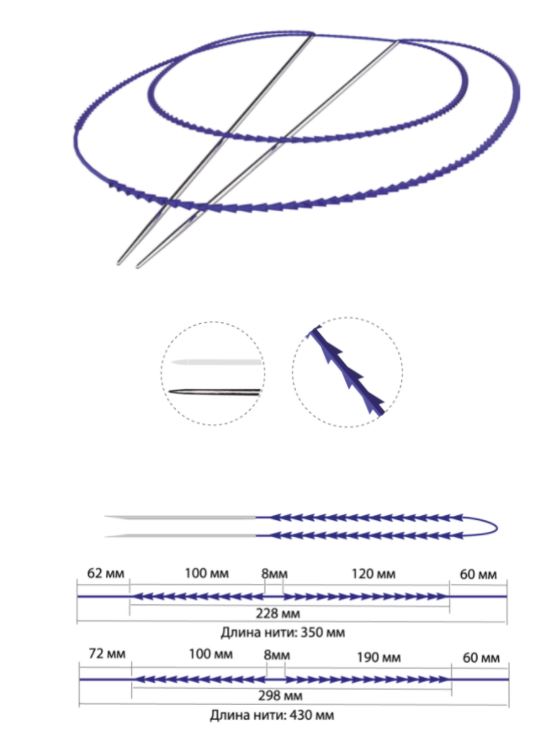 62 мм 100 мм 8мм 120 мм 60 мм
228 мм
Длина нити: 350 мм
72 мм 100 мм 8мм 190 мм 60 мм
298 мм
Длина нити: 430 мм